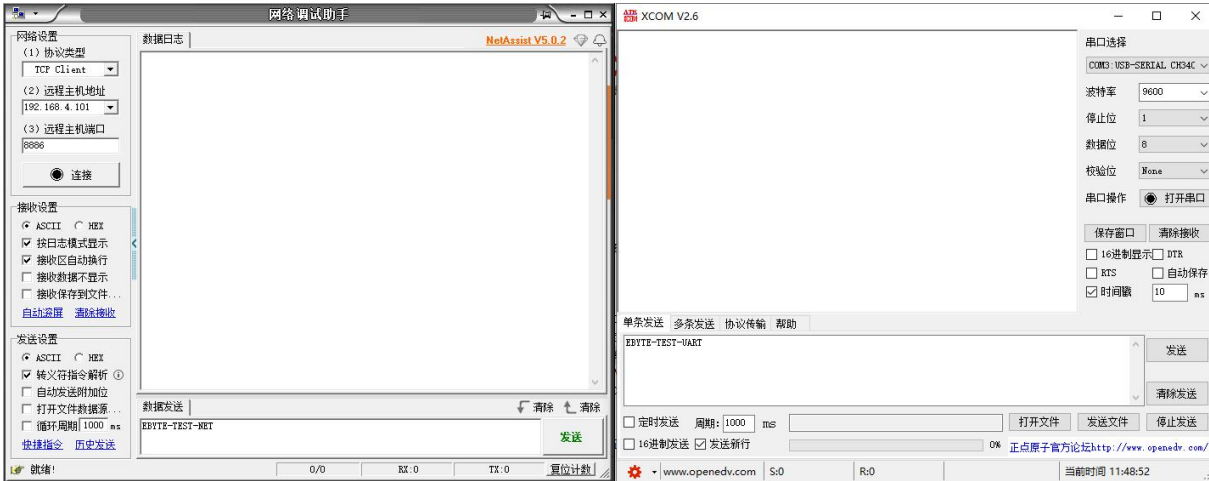 网络调试助手
网络设置
(1) 协议类型
TCP Client
(2) 远程主机地址
192.168.4.101
(3) 远程主机端口
8886
连接
接收设置
ASCII HEX
按日志模式显示
接收区自动换行
接收数据不显示
接收保存到文件...
自动滚屏 清除接收
发送设置
ASCII HEX
转义符指令解析
自动发送附加位
打开文件数据源...
循环周期 1000 ms
快捷指令 历史发送
数据日志
NetAssist V5.0.2
数据发送
清除 清除
EBYTE-TEST-NET
发送
就绪!
0/0
RX:0
TX:0
复位计数
XCOM V2.6
串口选择
COM3:USB-SERIAL CH34C
波特率 9600
停止位 1
数据位 8
校验位 None
串口操作 打开串口
保存窗口 清除接收
16进制显示 DTR
RTS 自动保存
时间戳 10 ms
单条发送 多条发送 协议传输 帮助
EBYTE-TEST-UART
发送
清除发送
定时发送 周期: 1000 ms 打开文件 发送文件 停止发送
16进制发送 发送新行 0% 正点原子官方论坛http://www.openedv.com/
www.openedv.com S:0 R:0 当前时间 11:48:52